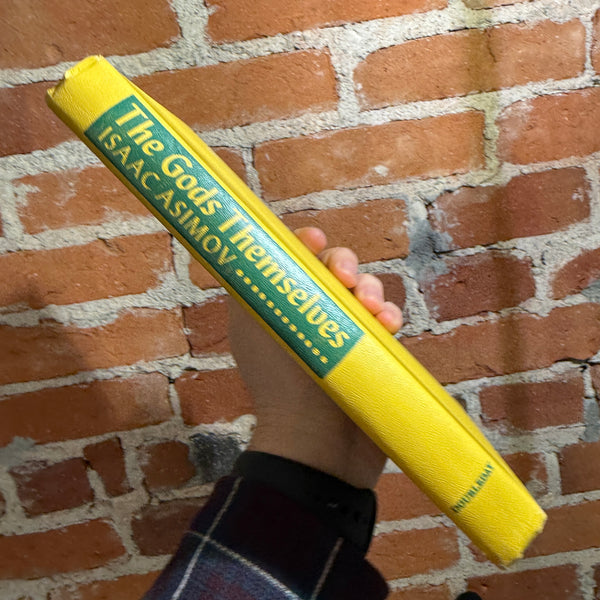 The Gods Themselves
ISAAC ASIMOV ............
DOUBLEDAY